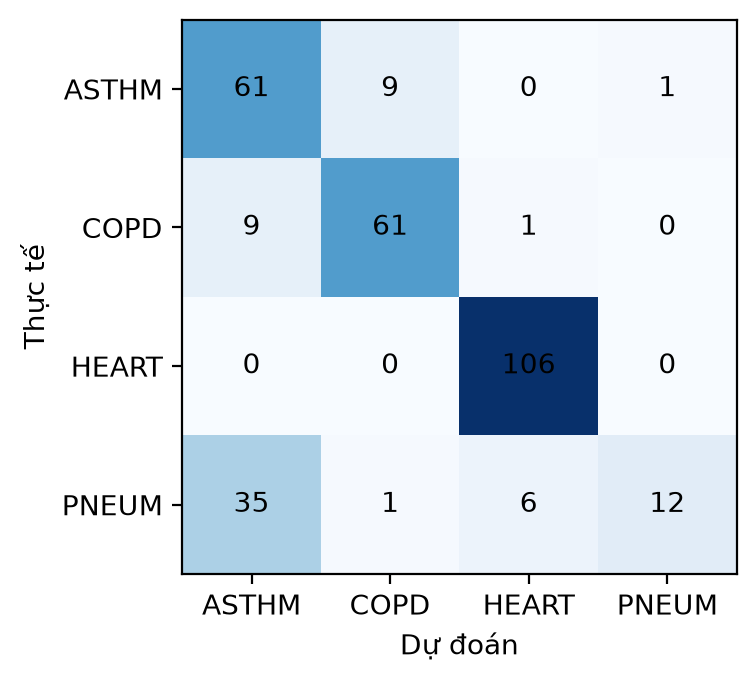 ASTHM 61 9 0 1
COPD 9 61 1 0
HEART 0 0 106 0
PNEUM 35 1 6 12
ASTHM COPD HEART PNEUM
Dự đoán
Thực tế